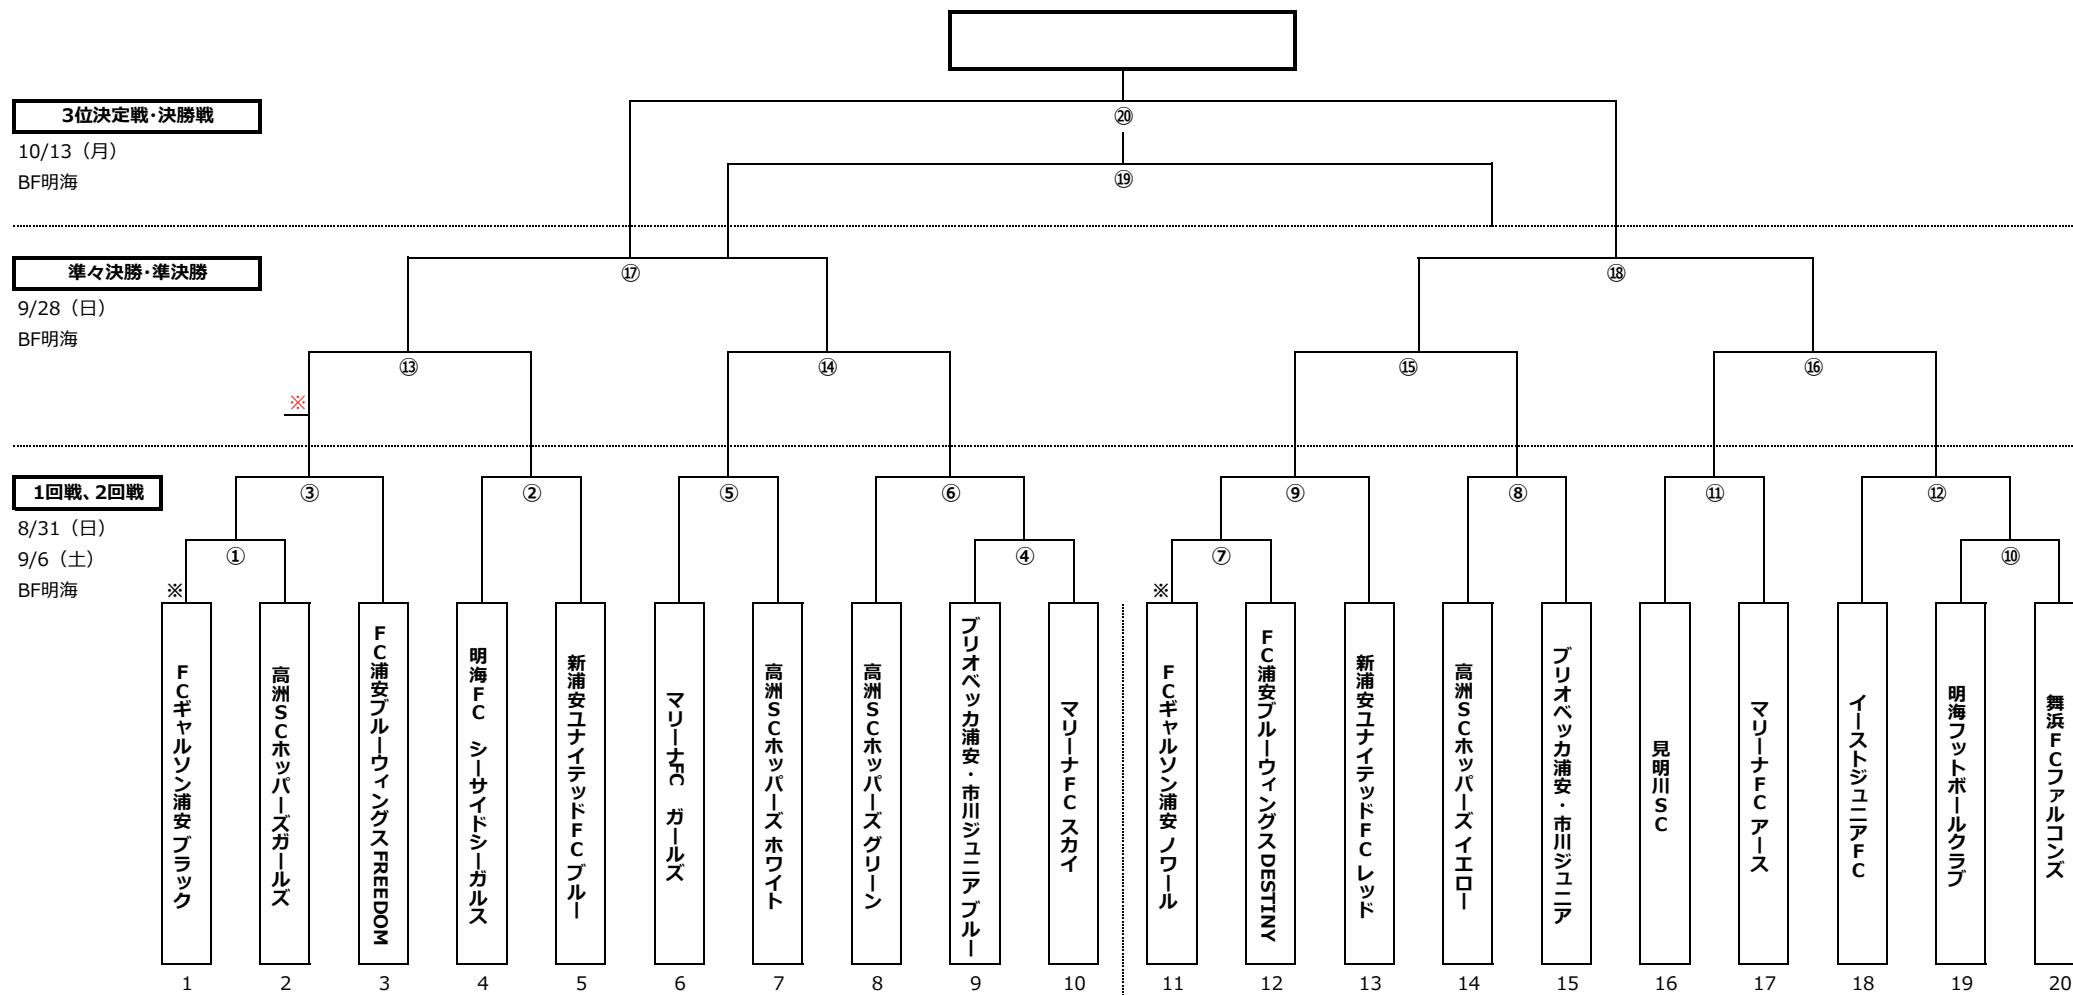 3位決定戦・決勝戦
10/13（月）
BF明海
⑳
⑲
準々決勝・準決勝
9/28（日）
BF明海
⑰
⑱
⑬
⑭
⑮
⑯
※
1回戦、2回戦
8/31（日）
9/6（土）
BF明海
③
②
⑤
⑥
⑨
⑧
⑪
⑫
①
④
⑦
⑩
※
※
FCギャルソン浦安 ブラック
高洲SCホッパーズガールズ
FC浦安ブルーウィングス FREEDOM
明海FC　シーサイドシーガルス
新浦安ユナイテッドFC ブルー
マリーナFC　ガールズ
高洲SCホッパーズ ホワイト
高洲SCホッパーズ グリーン
ブリオベッカ浦安・市川ジュニア ブルー
マリーナFC スカイ
FCギャルソン浦安 ノワール
FC浦安ブルーウィングス DESTINY
新浦安ユナイテッドFC レッド
高洲SCホッパーズ イエロー
ブリオベッカ浦安・市川ジュニア
見明川SC
マリーナFC アース
イーストジュニアFC
明海フットボールクラブ
舞浜FCファルコンズ
1
2
3
4
5
6
7
8
9
10
11
12
13
14
15
16
17
18
19
20